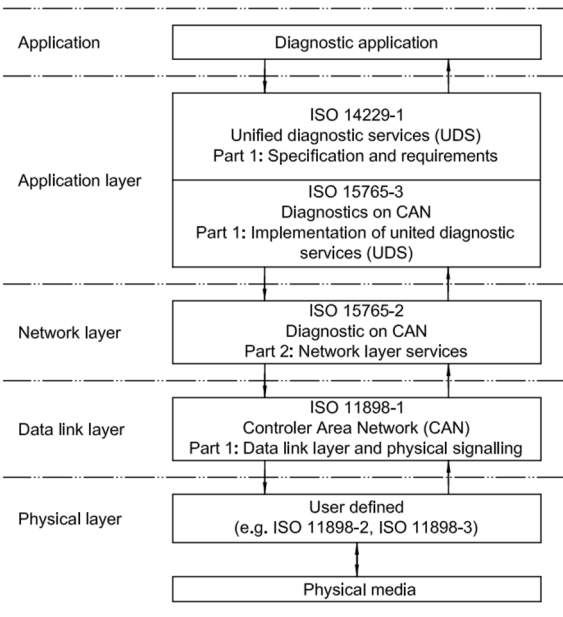 Application
Diagnostic application
Application layer
ISO 14229-1
Unified diagnostic services (UDS)
Part 1: Specification and requirements
ISO 15765-3
Diagnostics on CAN
Part 1: Implementation of united diagnostic
services (UDS)
Network layer
ISO 15765-2
Diagnostic on CAN
Part 2: Network layer services
Data link layer
ISO 11898-1
Controler Area Network (CAN)
Part 1: Data link layer and physical signalling
Physical layer
User defined
(e.g. ISO 11898-2, ISO 11898-3)
Physical media